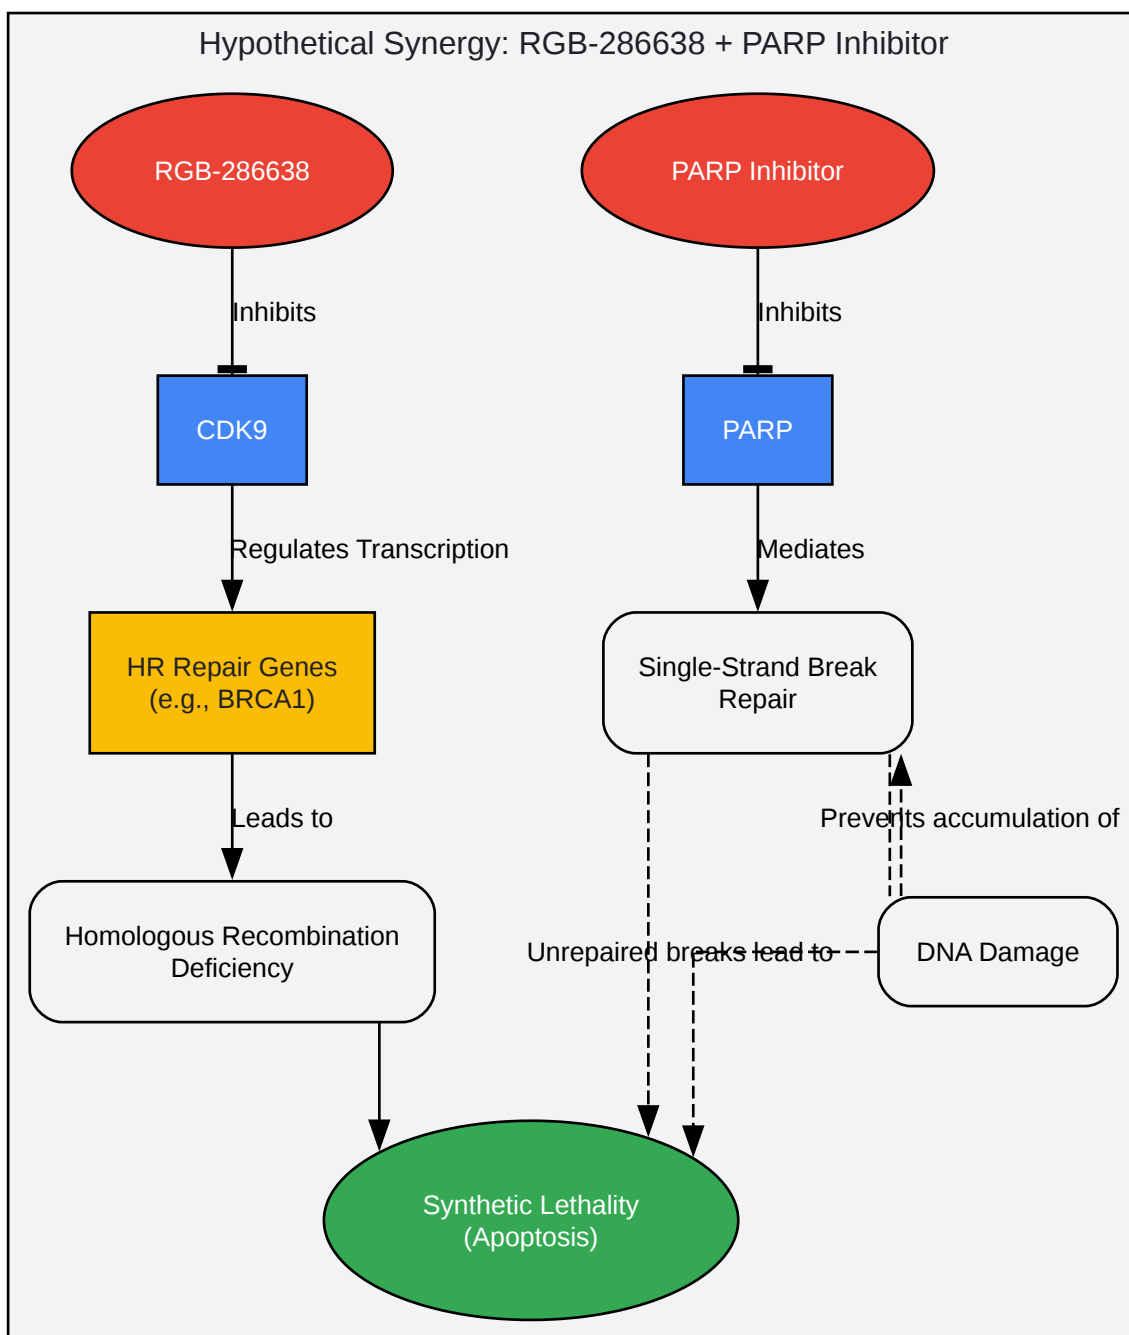 Hypothetical Synergy: RGB-286638 + PARP Inhibitor
RGB-286638
PARP Inhibitor
Inhibits
Inhibits
CDK9
PARP
Regulates Transcription
Mediates
HR Repair Genes
(e.g., BRCA1)
Single-Strand Break
Repair
Leads to
Prevents accumulation of
Homologous Recombination
Deficiency
Unrepaired breaks lead to
DNA Damage
Synthetic Lethality
(Apoptosis)